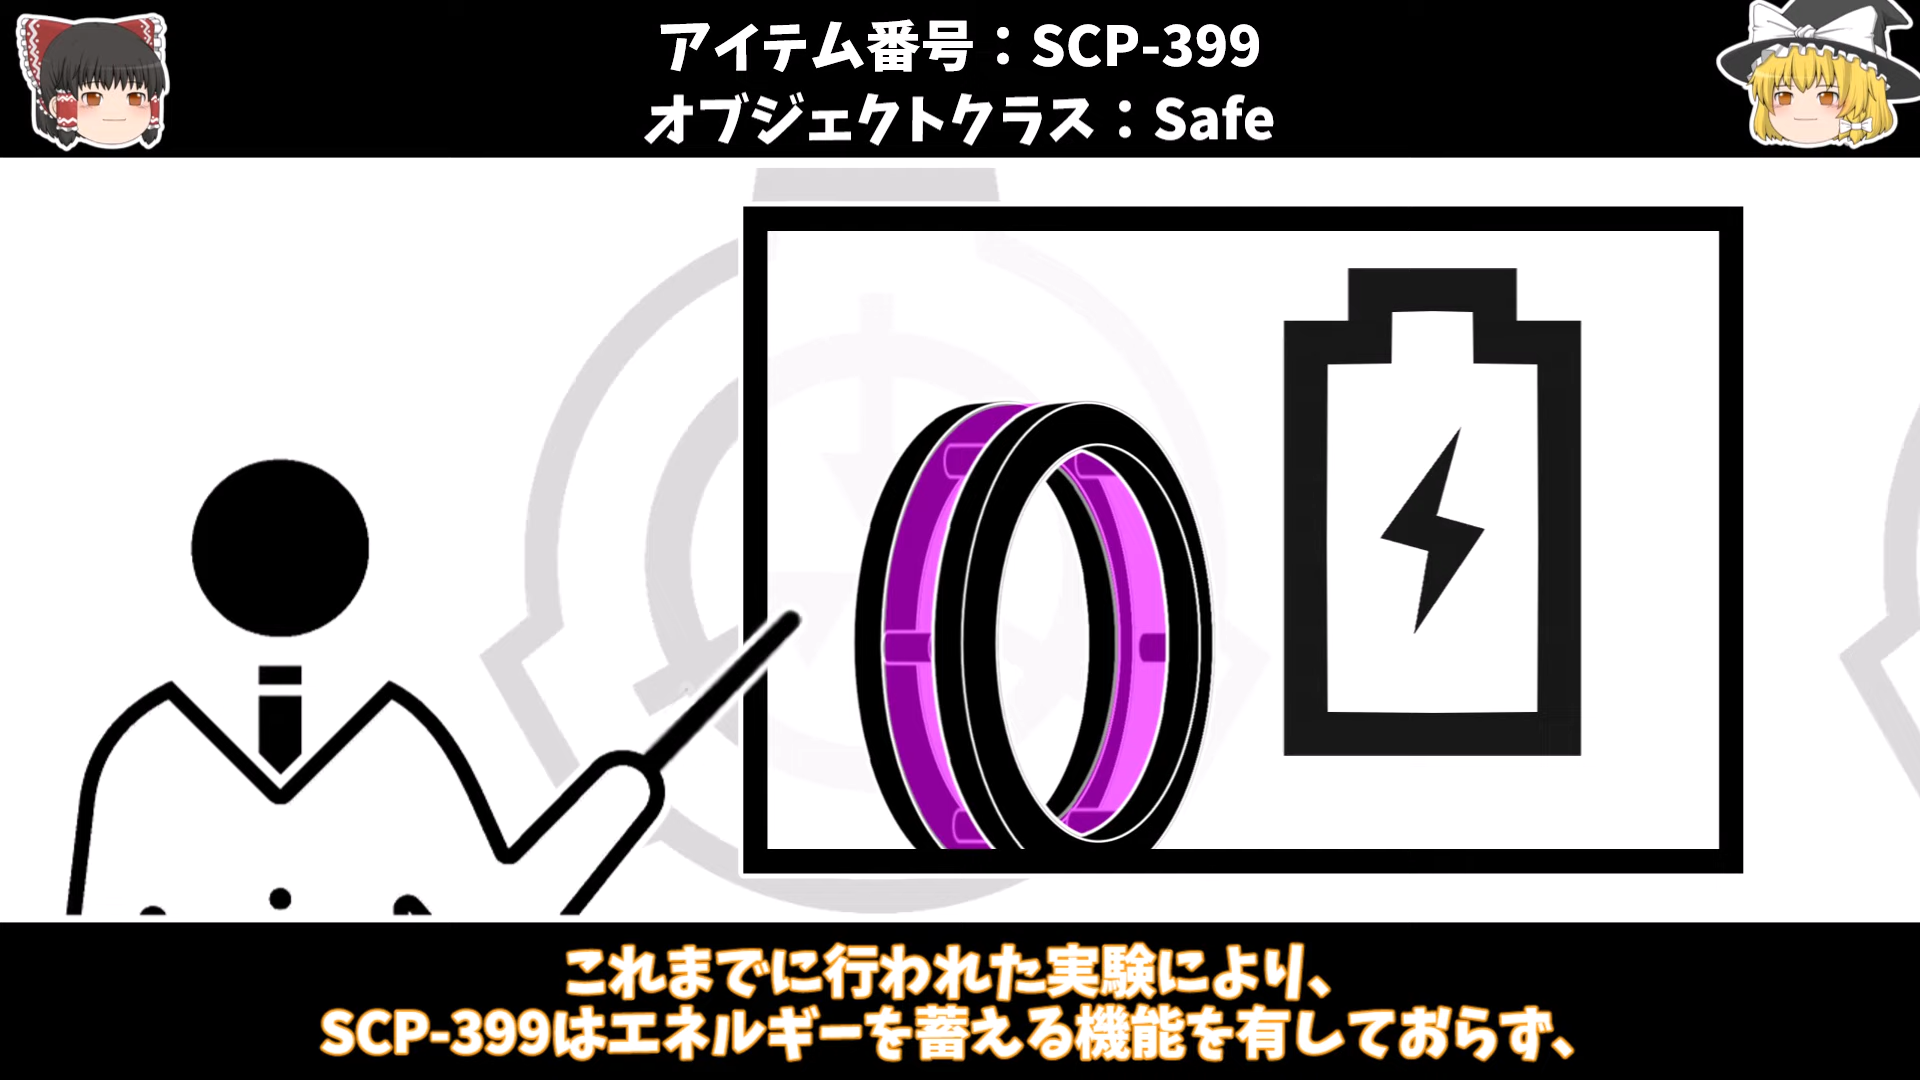 アイテム番号：SCP-399
オブジェクトクラス：Safe
これまでに行われた実験により、
SCP-399はエネルギーを蓄える機能を有しておらず、